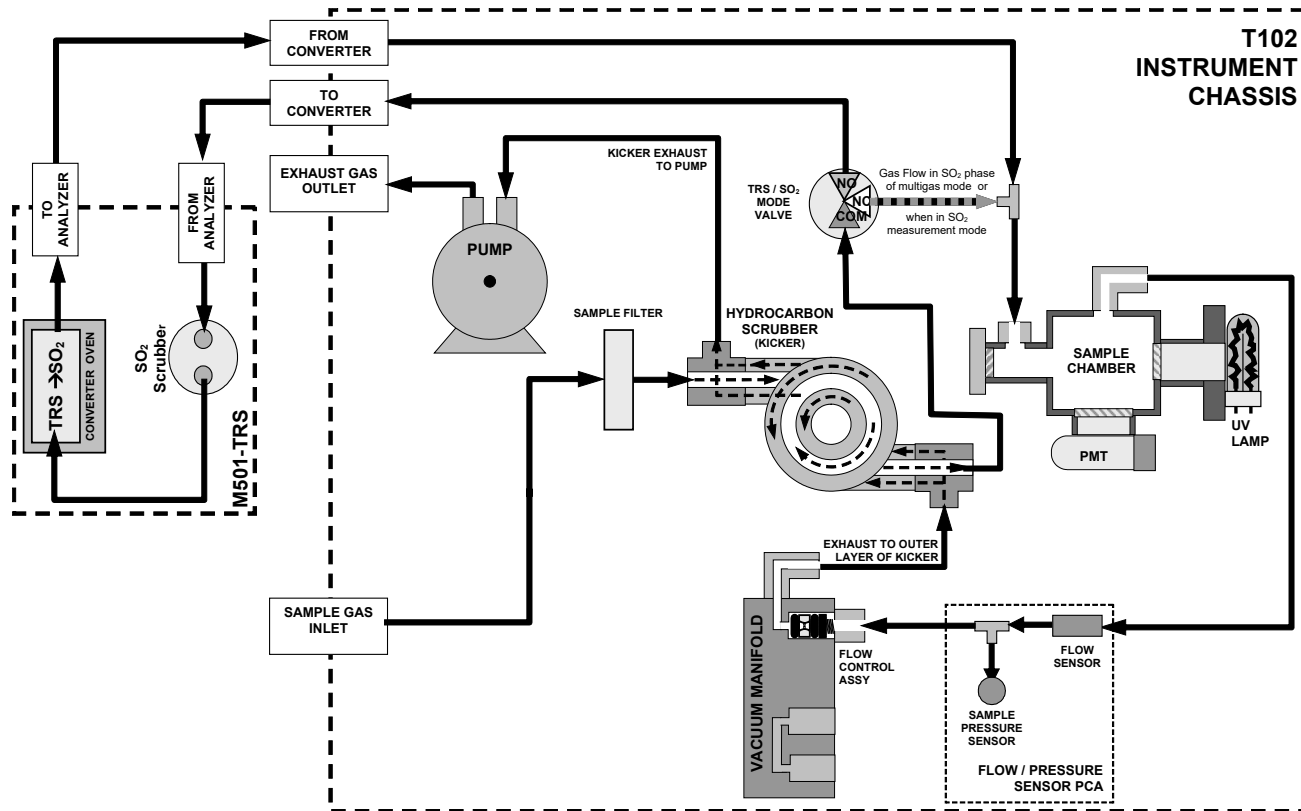 T102
INSTRUMENT
CHASSIS
FROM
CONVERTER
TO
CONVERTER
EXHAUST GAS
OUTLET
KICKER EXHAUST
TO PUMP
TRS / SO₂
MODE
VALVE
NO
NC
COM
Gas Flow in SO₂ phase
of multigas mode or
when in SO₂
measurement mode
TO
ANALYZER
FROM
ANALYZER
PUMP
SAMPLE FILTER
HYDROCARBON
SCRUBBER
(KICKER)
SAMPLE
CHAMBER
UV
LAMP
PMT
TRS →SO₂
CONVERTER OVEN
SO₂
Scrubber
M501-TRS
EXHAUST TO OUTER
LAYER OF KICKER
SAMPLE GAS
INLET
VACUUM MANIFOLD
FLOW
CONTROL
ASSY
FLOW
SENSOR
SAMPLE
PRESSURE
SENSOR
FLOW / PRESSURE
SENSOR PCA